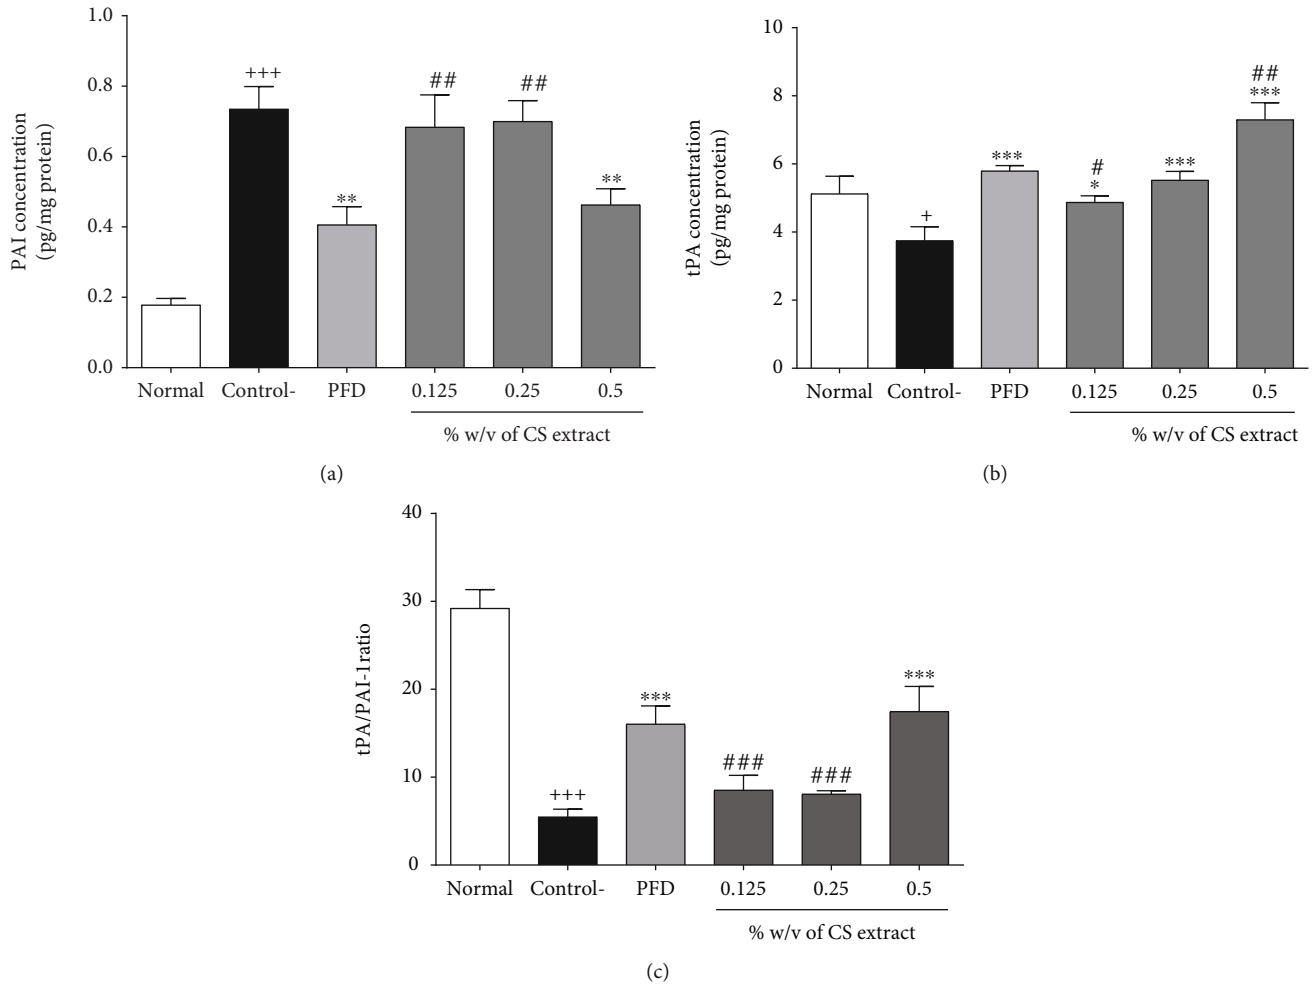 PAI concentration
(pg/mg protein)
1.0
0.8
0.6
0.4
0.2
0.0
+++
**
##
##
**
Normal Control- PFD 0.125 0.25 0.5
% w/v of CS extract
(a)
tPA concentration
(pg/mg protein)
10
8
6
4
2
0
+
***
#
*
***
##
***
Normal Control- PFD 0.125 0.25 0.5
% w/v of CS extract
(b)
tPA/PAI-1 ratio
40
30
20
10
0
+++
***
###
###
***
Normal Control- PFD 0.125 0.25 0.5
% w/v of CS extract
(c)